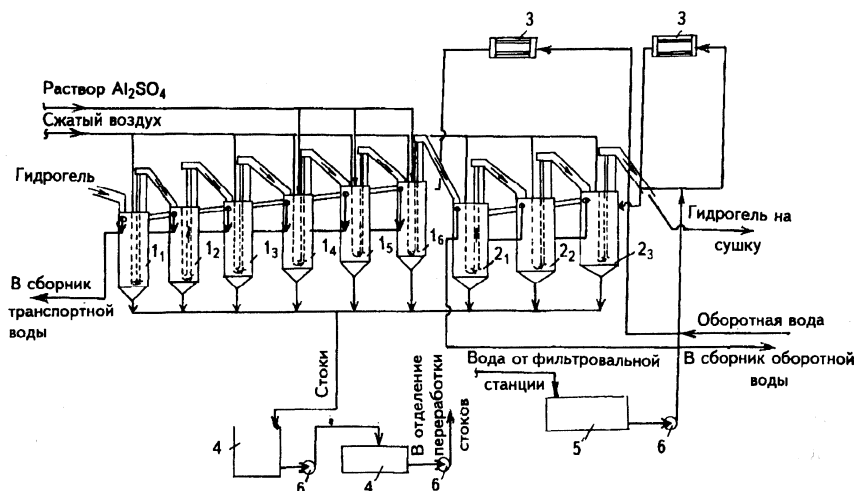 3
3
Раствор Al₂SO₄
Сжатый воздух
Гидрогель
1₁
1₂
1₃
1₄
1₅
1₆
2₁
2₂
2₃
Гидрогель на
сушку
В сборник
транспортной
воды
Оборотная вода
В сборник оборотной
воды
Вода от фильтровальной
станции
Стоки
В отделение
переработки
стоков
4
6
4
6
5
6